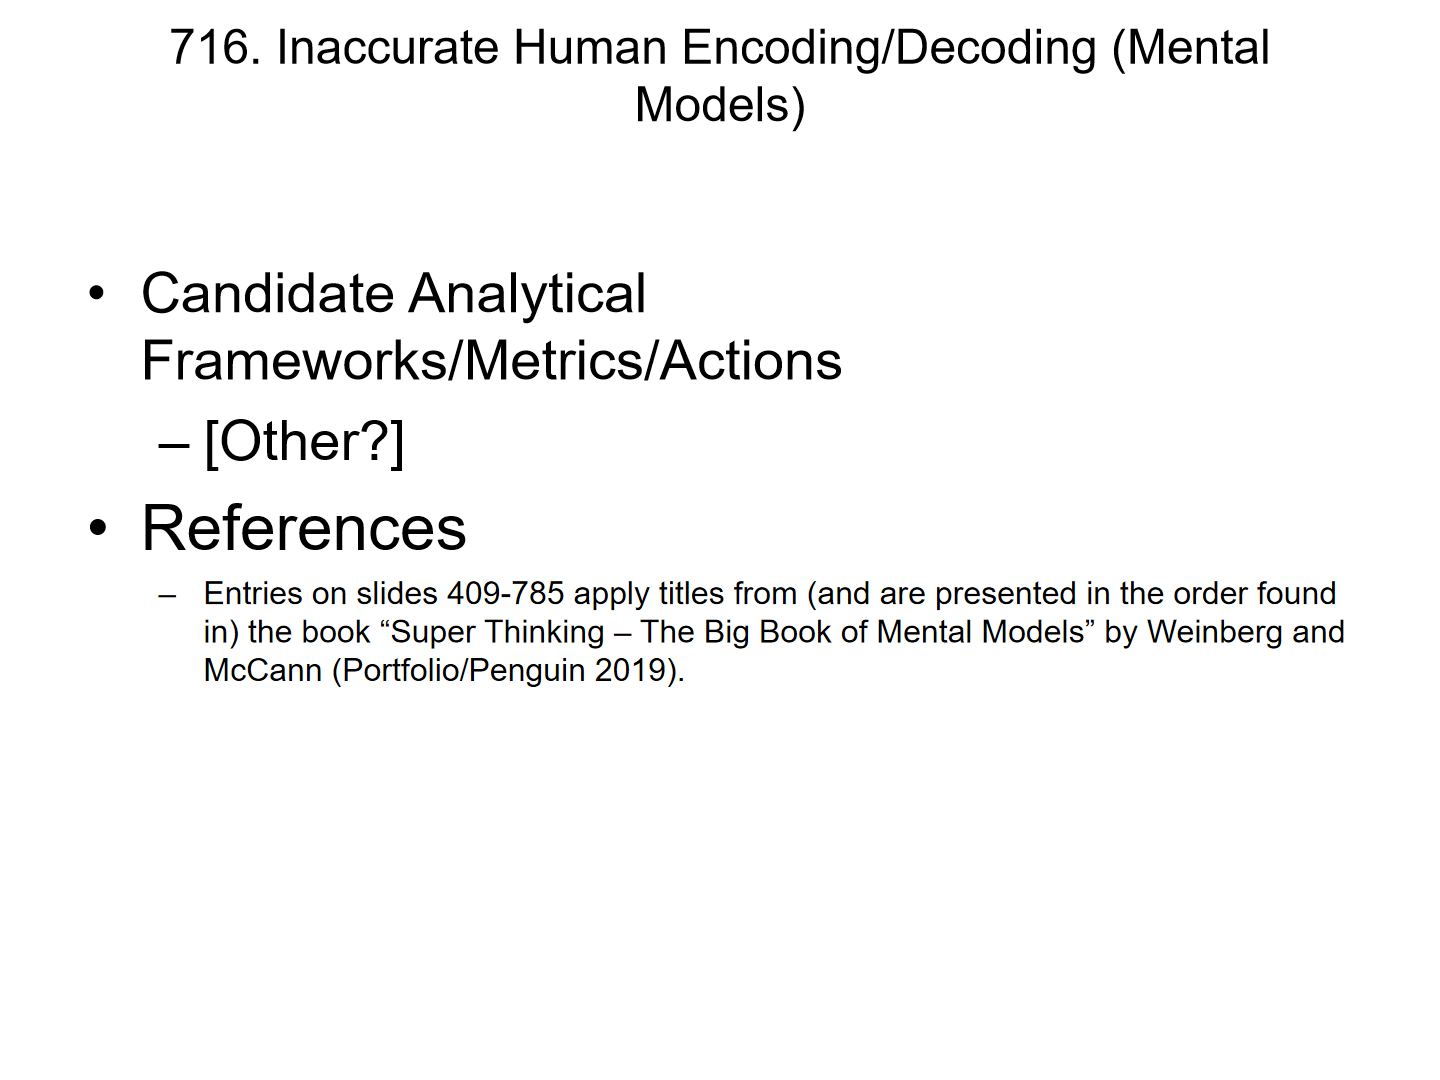 716. Inaccurate Human Encoding/Decoding (Mental
Models)
• Candidate Analytical
Frameworks/Metrics/Actions
– [Other?]
• References
– Entries on slides 409-785 apply titles from (and are presented in the order found
in) the book “Super Thinking – The Big Book of Mental Models” by Weinberg and
McCann (Portfolio/Penguin 2019).